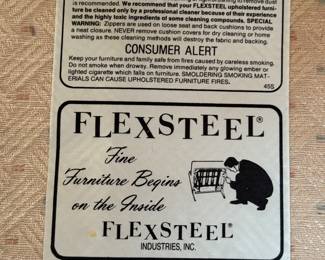 is recommended. We recommend that your FLEXSTEEL upholstered furni-
ture be cleaned only by a professional cleaner because of their experience
and the highly toxic ingredients of some cleaning compounds, SPECIAL
WARNING: Zippers are used on loose seat and back cushions to provide
a neat closure. NEVER remove cushion covers for dry cleaning or home
washing as these cleaning methods will destroy the fabric and backing.
CONSUMER ALERT
Keep your furniture and family safe from fires caused by careless smoking.
Do not smoke when drowsy. Remove immediately any glowing ember or
lighted cigarette which falls on furniture. SMOLDERING SMOKING MAT-
ERIALS CAN CAUSE UPHOLSTERED FURNITURE FIRES.
45S
FLEXSTEEL®
Fine
Furniture Begins
on the Inside
FLEXSTEEL®
INDUSTRIES, INC.